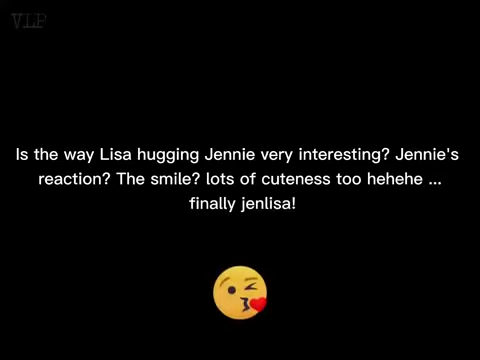 VLP
Is the way Lisa hugging Jennie very interesting? Jennie's
reaction? The smile? lots of cuteness too hehehe ...
finally jenlisa!